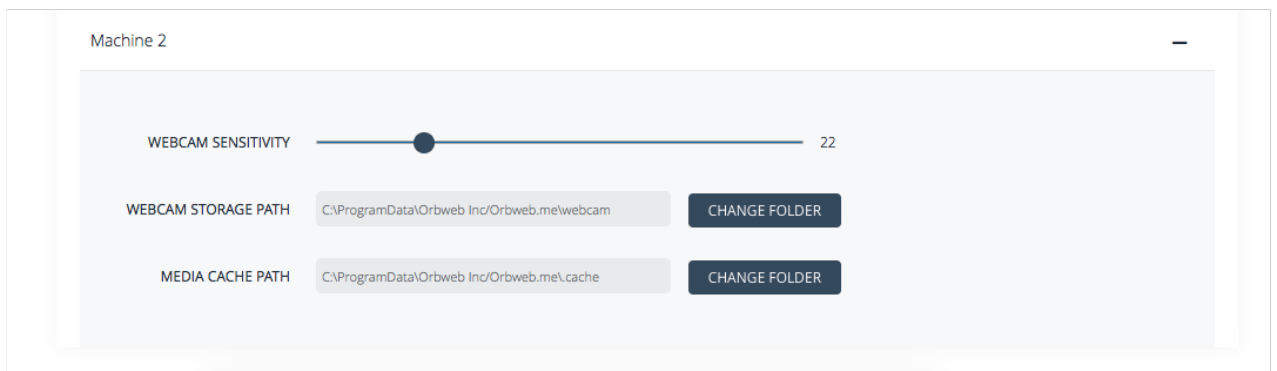 Machine 2
WEBCAM SENSITIVITY 22
WEBCAM STORAGE PATH C:\ProgramData\Orbweb Inc/Orbweb.me\webcam CHANGE FOLDER
MEDIA CACHE PATH C:\ProgramData\Orbweb Inc/Orbweb.me\.cache CHANGE FOLDER